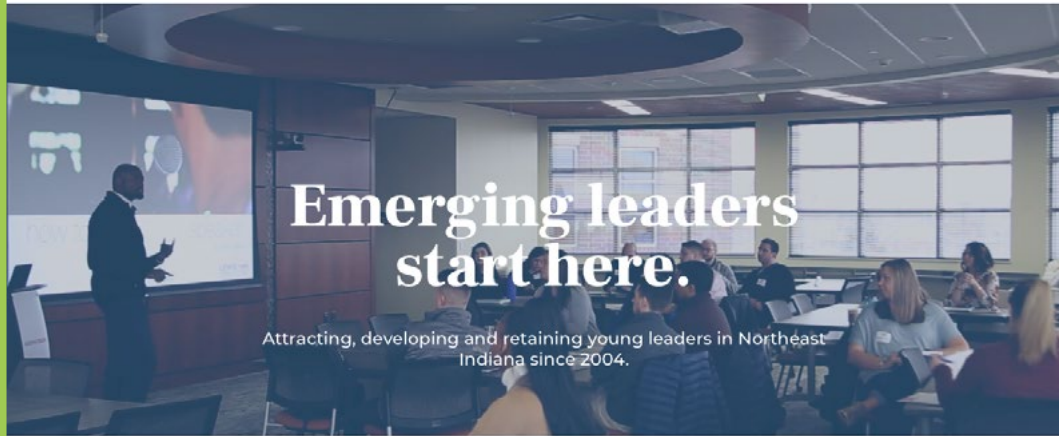 Emerging leaders
start here.
Attracting, developing and retaining young leaders in Northeast
Indiana since 2004.